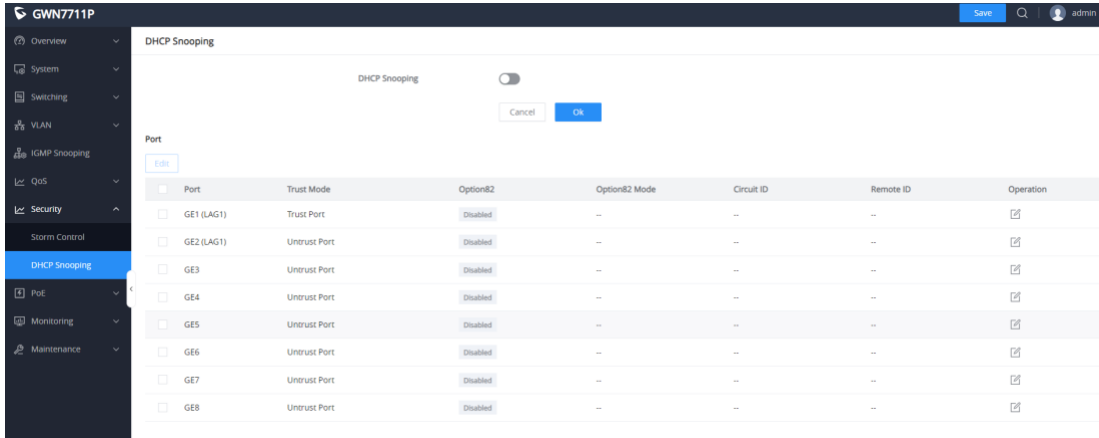 GWN7711P
Save
admin
Overview
System
Switching
VLAN
IGMP Snooping
QoS
Security
Storm Control
DHCP Snooping
PoE
Monitoring
Maintenance
DHCP Snooping
DHCP Snooping
Cancel Ok
Port
Edit
Port Trust Mode Option82 Option82 Mode Circuit ID Remote ID Operation
GE1 (LAG1) Trust Port Disabled -- -- --
GE2 (LAG1) Untrust Port Disabled -- -- --
GE3 Untrust Port Disabled -- -- --
GE4 Untrust Port Disabled -- -- --
GE5 Untrust Port Disabled -- -- --
GE6 Untrust Port Disabled -- -- --
GE7 Untrust Port Disabled -- -- --
GE8 Untrust Port Disabled -- -- --